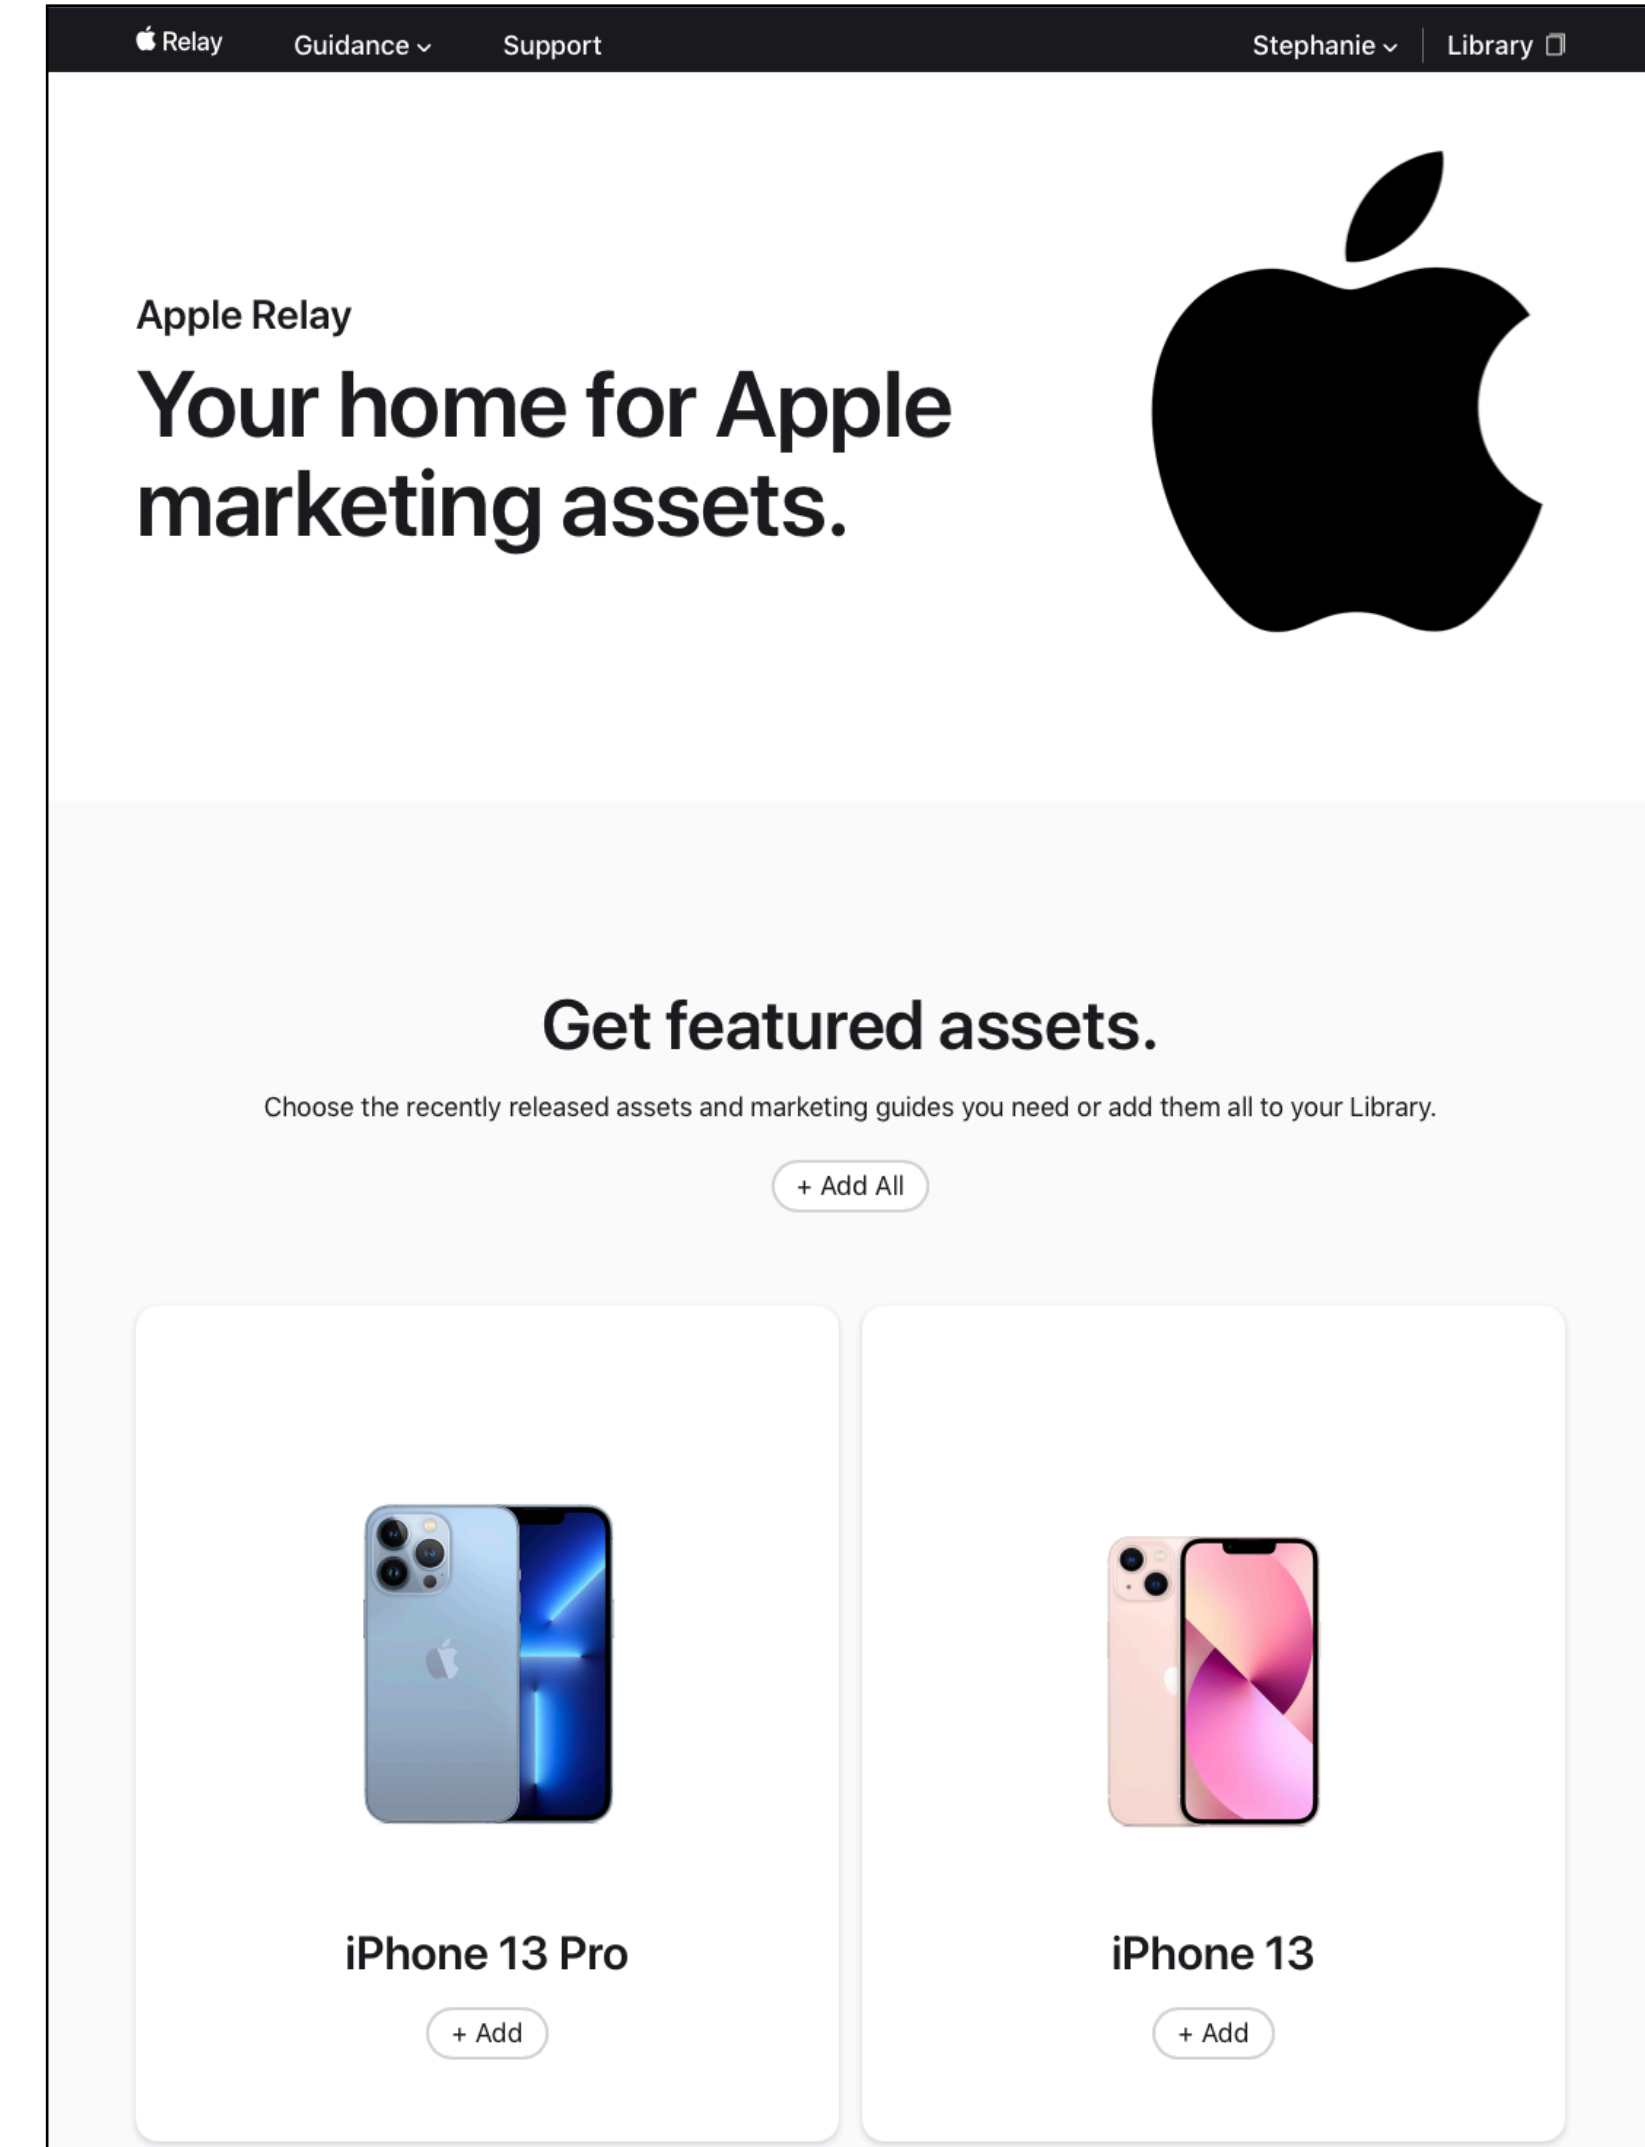 Relay Guidance Support Stephanie Library
Apple Relay
Your home for Apple
marketing assets.
Get featured assets.
Choose the recently released assets and marketing guides you need or add them all to your Library.
+ Add All
iPhone 13 Pro
iPhone 13
+ Add
+ Add